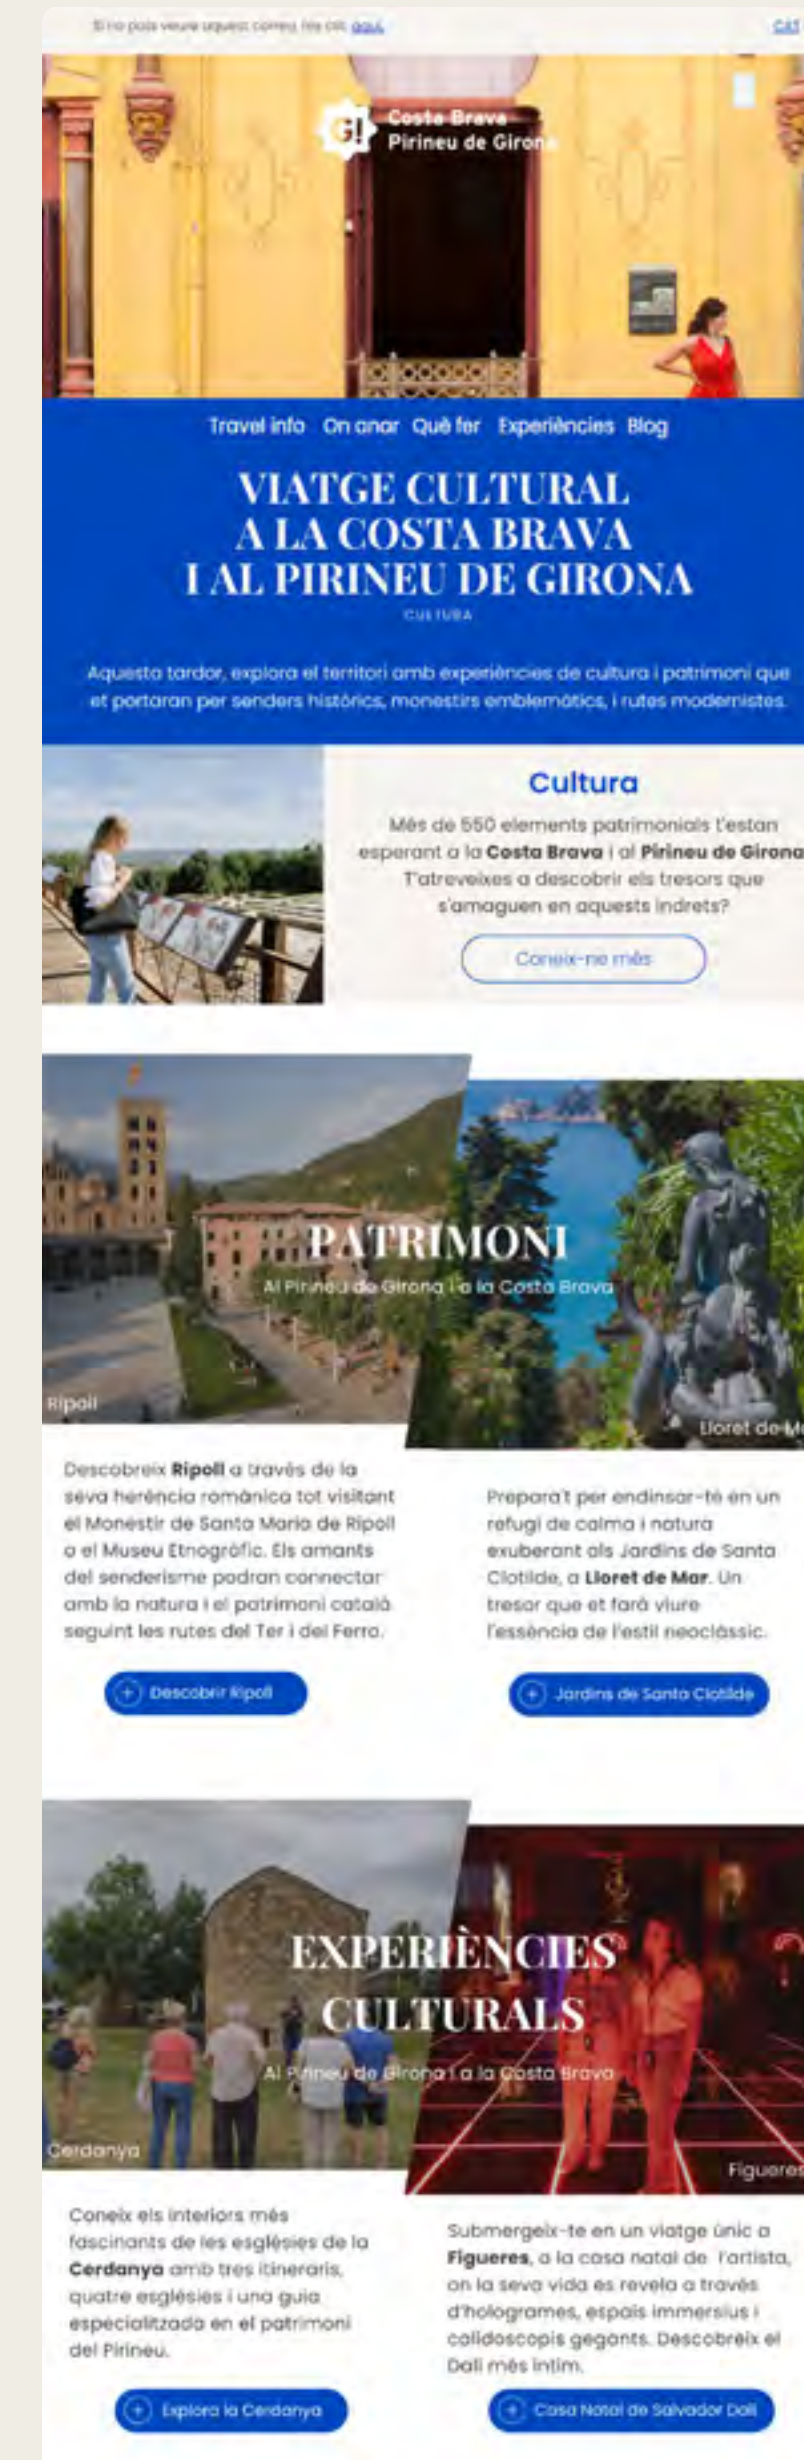 Si no pots veure aquest correu, fes clic aquí.
CAT
Costa Brava
Pirineu de Girona
Travel info On anar Què fer Experiències Blog
VIATGE CULTURAL
A LA COSTA BRAVA
I AL PIRINEU DE GIRONA
CULTURA
Aquesta tardor, explora el territori amb experiències de cultura i patrimoni que
et portaran per senders històrics, monestirs emblemàtics, i rutes modernistes.
Cultura
Més de 550 elements patrimonials t'estan
esperant a la Costa Brava i al Pirineu de Girona
T'atreveixes a descobrir els tresors que
s'amaguen en aquests indrets?
Coneix-ne més
PATRIMONI
Al Pirineu de Girona i a la Costa Brava
Ripoll
Lloret de M
Descobreix Ripoll a través de la
seva herència romànica tot visitant
el Monestir de Santa Maria de Ripoll
o el Museu Etnogràfic. Els amants
del senderisme podran connectar
amb la natura i el patrimoni català
seguint les rutes del Ter i del Ferro.
Descobrir Ripoll
Prepara't per endinsar-te en un
refugi de calma i natura
exuberant als Jardins de Santa
Clotilde, a Lloret de Mar. Un
tresor que et farà viure
l'essència de l'estil neoclàssic.
Jardins de Santa Clotilde
EXPERIÈNCIES
CULTURALS
Al Pirineu de Girona i a la Costa Brava
Cerdanya
Figueres
Coneix els interiors més
fascinants de les esglésies de la
Cerdanya amb tres itineraris,
quatre esglésies i una guia
especialitzada en el patrimoni
del Pirineu.
Explora la Cerdanya
Submergeix-te en un viatge únic a
Figueres, a la casa natal de l'artista,
on la seva vida es revela a través
d'hologrames, espais immersius i
calidoscopis gegants. Descobreix el
Dalí més íntim.
Casa Natal de Salvador Dalí